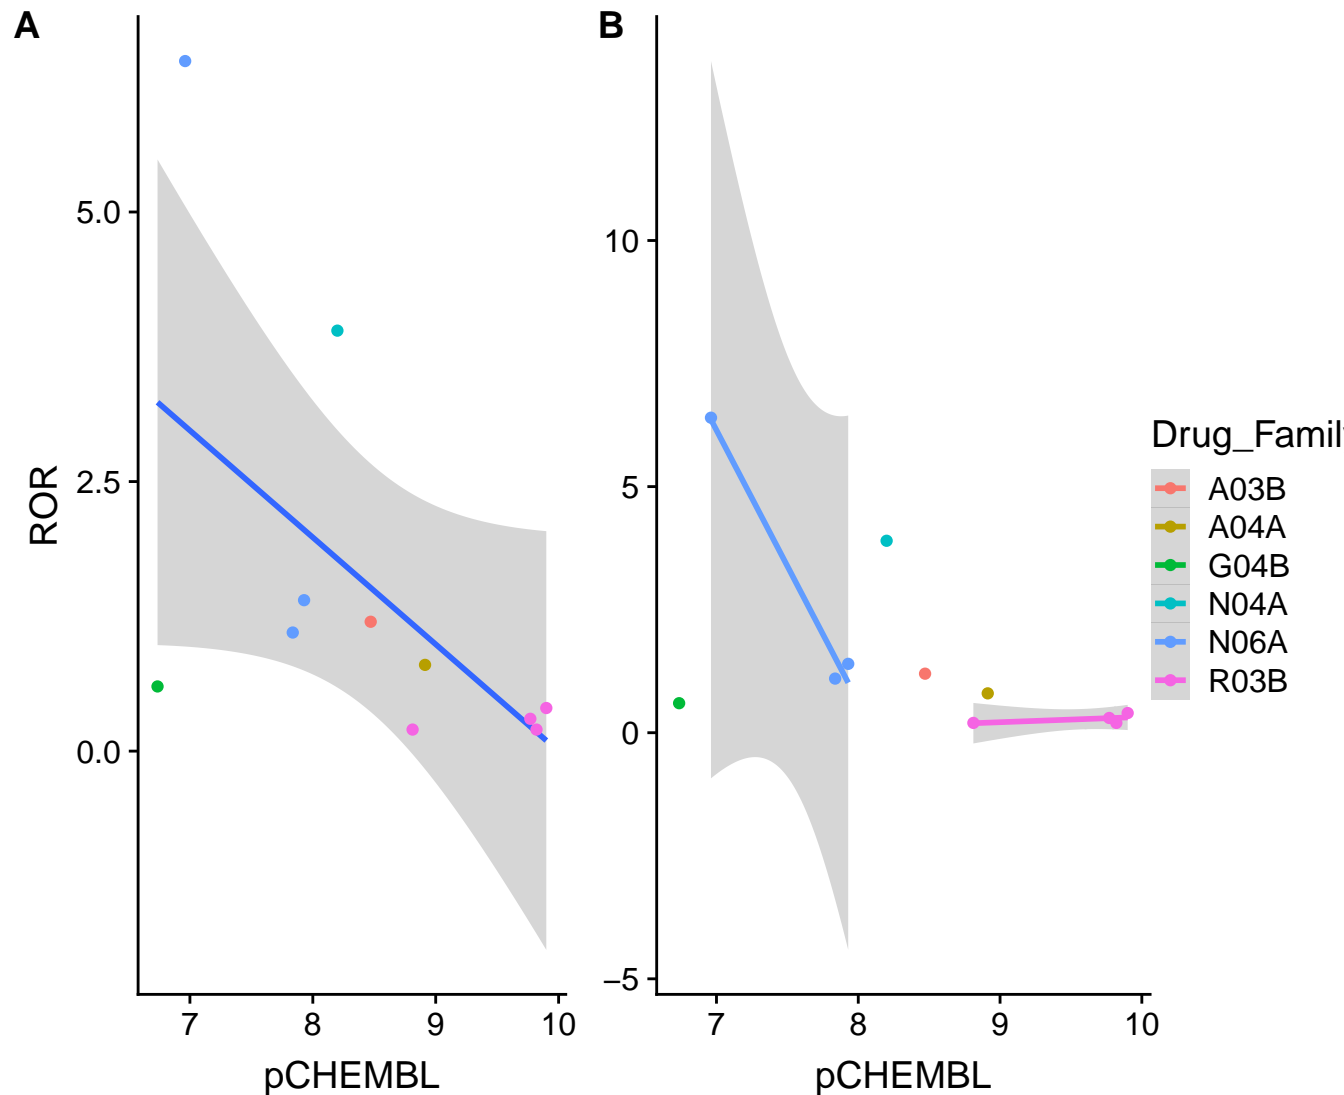 A
B
ROR
5.0
2.5
0.0
7 8 9 10
pCHEMBL
10
5
0
−5
7 8 9 10
pCHEMBL
Drug_Famil
A03B
A04A
G04B
N04A
N06A
R03B